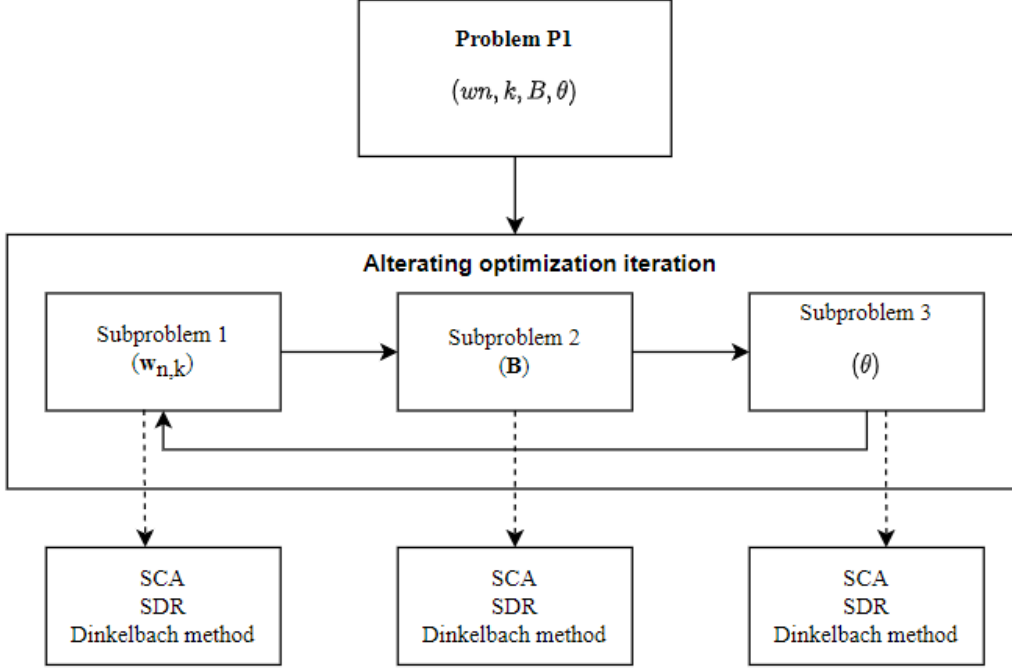 Problem P1
(wn, k, B, θ)
Alterating optimization iteration
Subproblem 1
(w_{n,k})
Subproblem 2
(B)
Subproblem 3
(θ)
SCA
SDR
Dinkelbach method
SCA
SDR
Dinkelbach method
SCA
SDR
Dinkelbach method